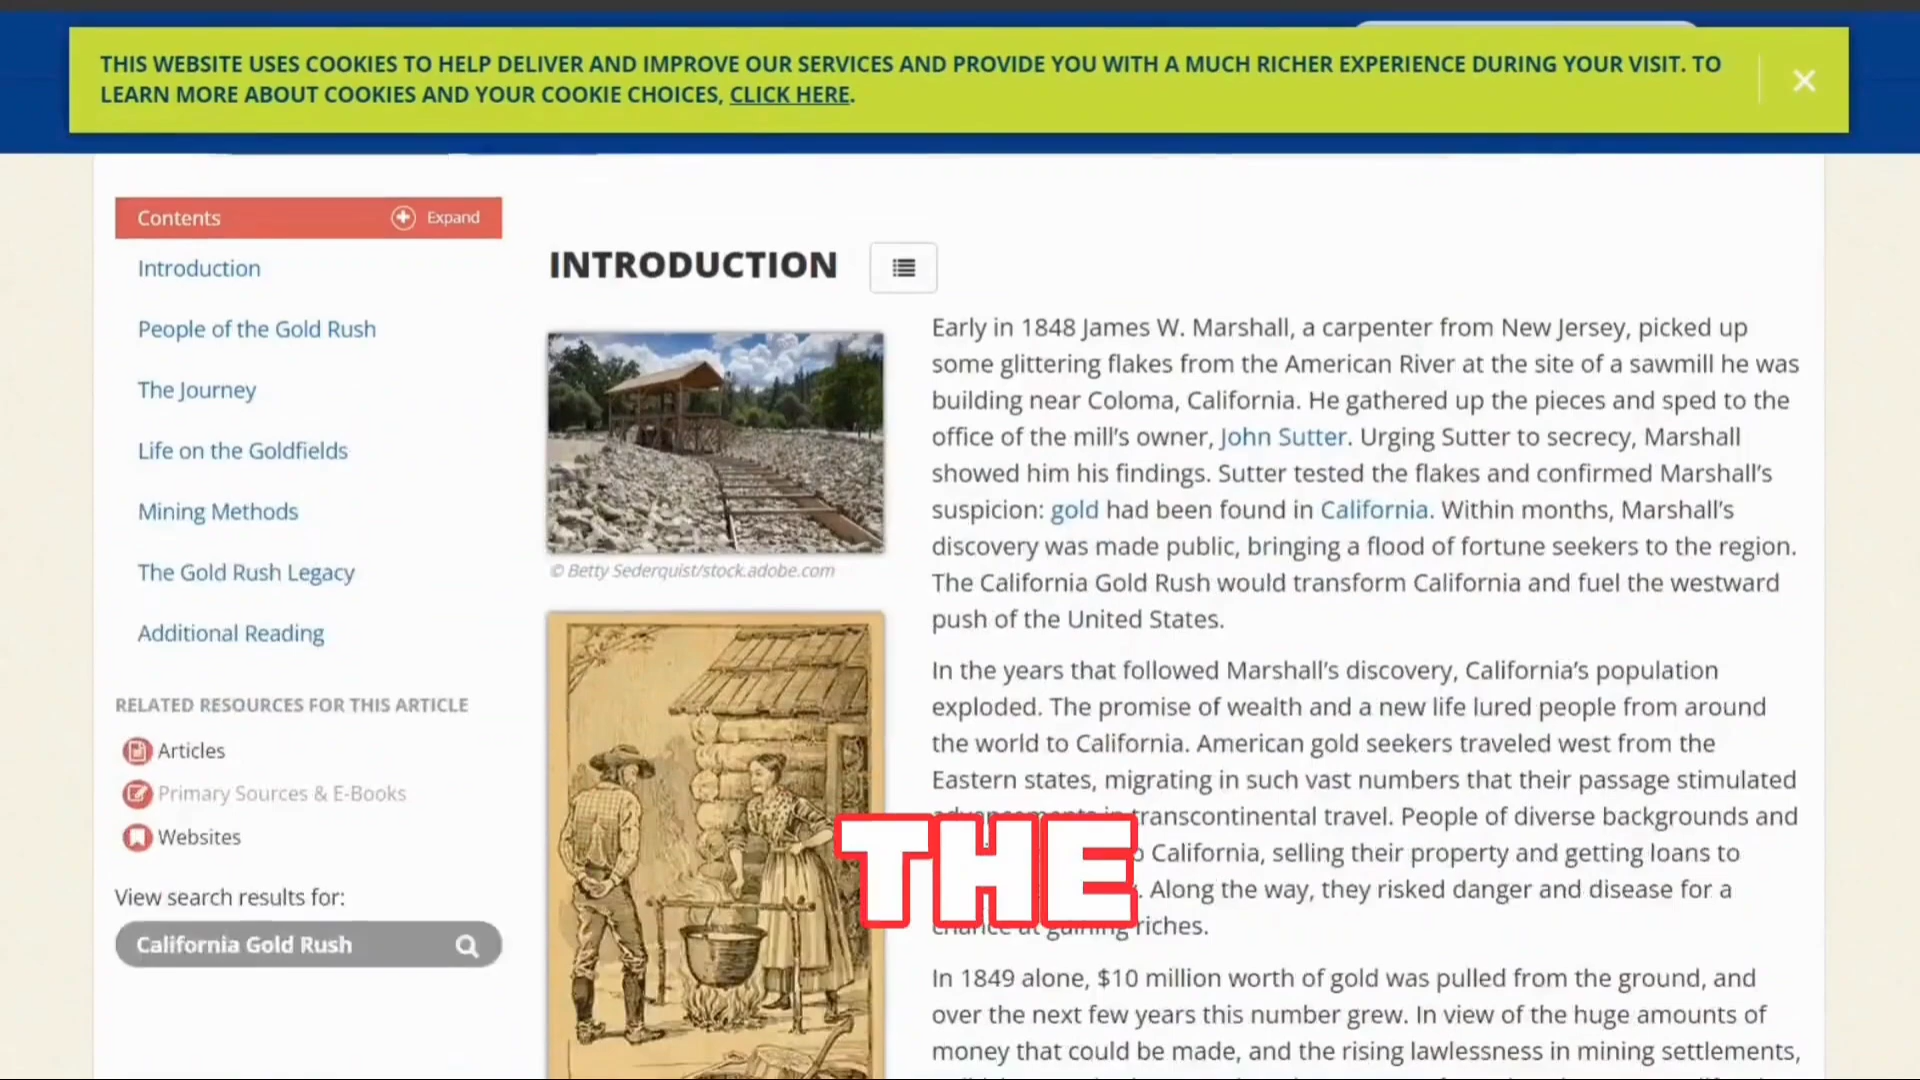 THIS WEBSITE USES COOKIES TO HELP DELIVER AND IMPROVE OUR SERVICES AND PROVIDE YOU WITH A MUCH RICHER EXPERIENCE DURING YOUR VISIT. TO
LEARN MORE ABOUT COOKIES AND YOUR COOKIE CHOICES, CLICK HERE.
Contents
Expand
Introduction
People of the Gold Rush
The Journey
Life on the Goldfields
Mining Methods
The Gold Rush Legacy
Additional Reading
RELATED RESOURCES FOR THIS ARTICLE
Articles
Primary Sources & E-Books
Websites
View search results for:
California Gold Rush
INTRODUCTION
© Betty Sederquist/stock.adobe.com
Early in 1848 James W. Marshall, a carpenter from New Jersey, picked up
some glittering flakes from the American River at the site of a sawmill he was
building near Coloma, California. He gathered up the pieces and sped to the
office of the mill's owner, John Sutter. Urging Sutter to secrecy, Marshall
showed him his findings. Sutter tested the flakes and confirmed Marshall's
suspicion: gold had been found in California. Within months, Marshall's
discovery was made public, bringing a flood of fortune seekers to the region.
The California Gold Rush would transform California and fuel the westward
push of the United States.
In the years that followed Marshall's discovery, California's population
exploded. The promise of wealth and a new life lured people from around
the world to California. American gold seekers traveled west from the
Eastern states, migrating in such vast numbers that their passage stimulated
advancements in transcontinental travel. People of diverse backgrounds and
California, selling their property and getting loans to
Along the way, they risked danger and disease for a
chance at gaining riches.
THE
In 1849 alone, $10 million worth of gold was pulled from the ground, and
over the next few years this number grew. In view of the huge amounts of
money that could be made, and the rising lawlessness in mining settlements,